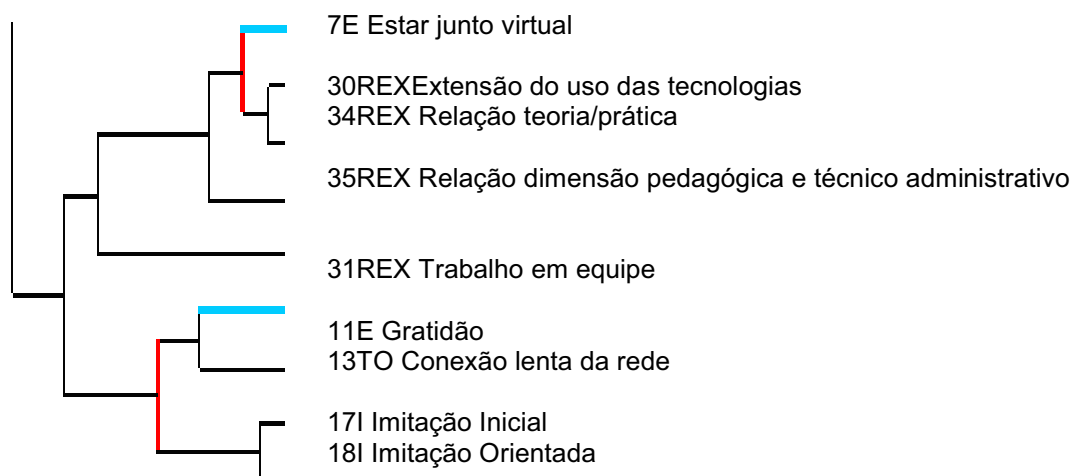 7E Estar junto virtual
30REXExtensão do uso das tecnologias
34REX Relação teoria/prática
35REX Relação dimensão pedagógica e técnico administrativo
31REX Trabalho em equipe
11E Gratidão
13TO Conexão lenta da rede
17I Imitação Inicial
18I Imitação Orientada